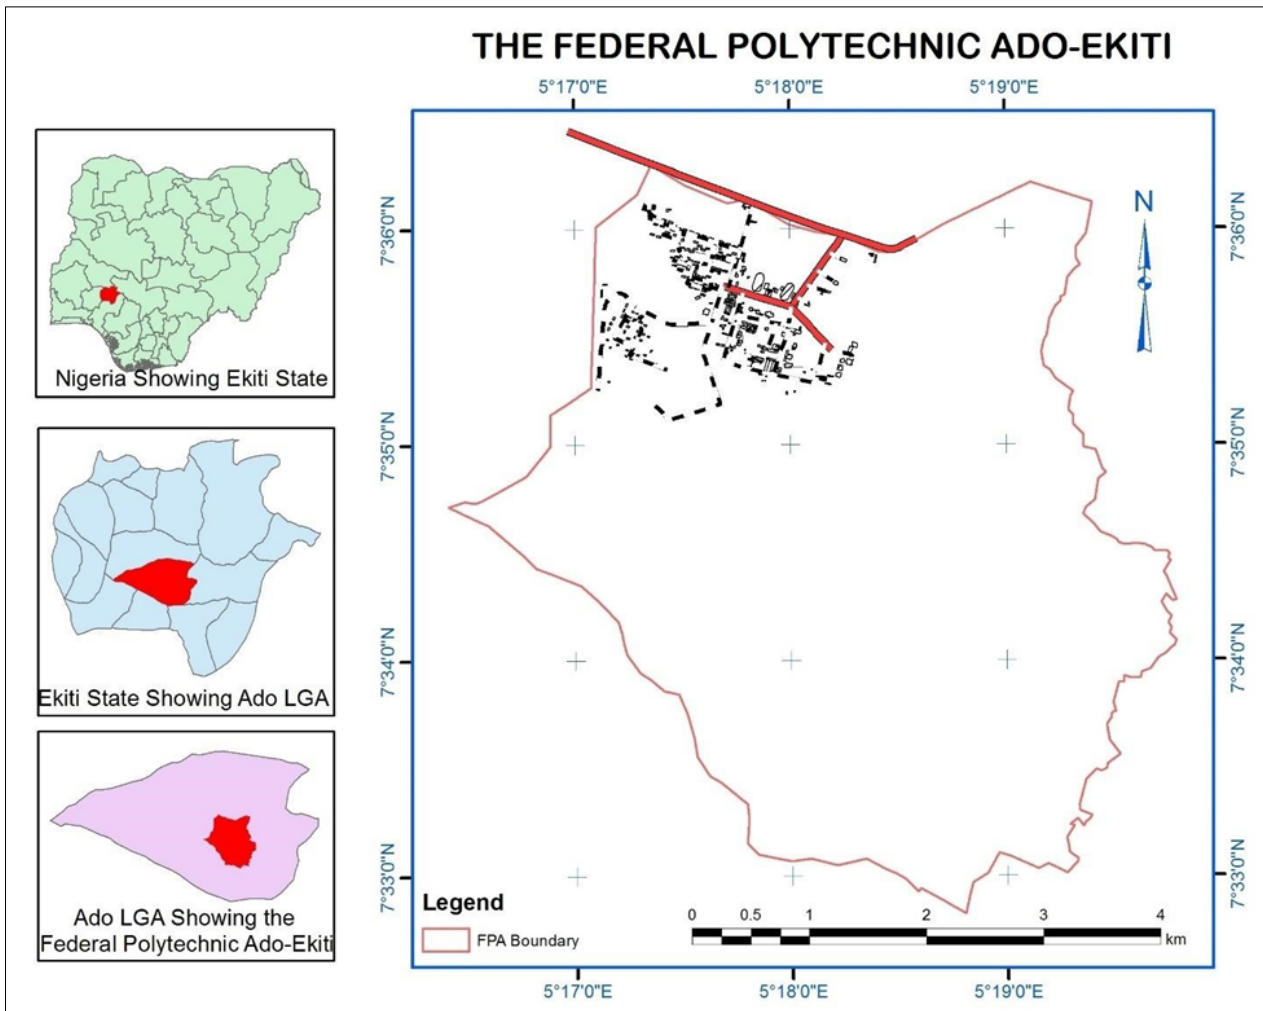 THE FEDERAL POLYTECHNIC ADO-EKITI
5°17'0"E 5°18'0"E 5°19'0"E
Nigeria Showing Ekiti State
Ekiti State Showing Ado LGA
Ado LGA Showing the
Federal Polytechnic Ado-Ekiti
7°36'0"N
7°35'0"N
7°34'0"N
7°33'0"N
N
7°36'0"N
7°35'0"N
7°34'0"N
7°33'0"N
Legend
FPA Boundary
0 0.5 1 2 3 4
km
5°17'0"E 5°18'0"E 5°19'0"E